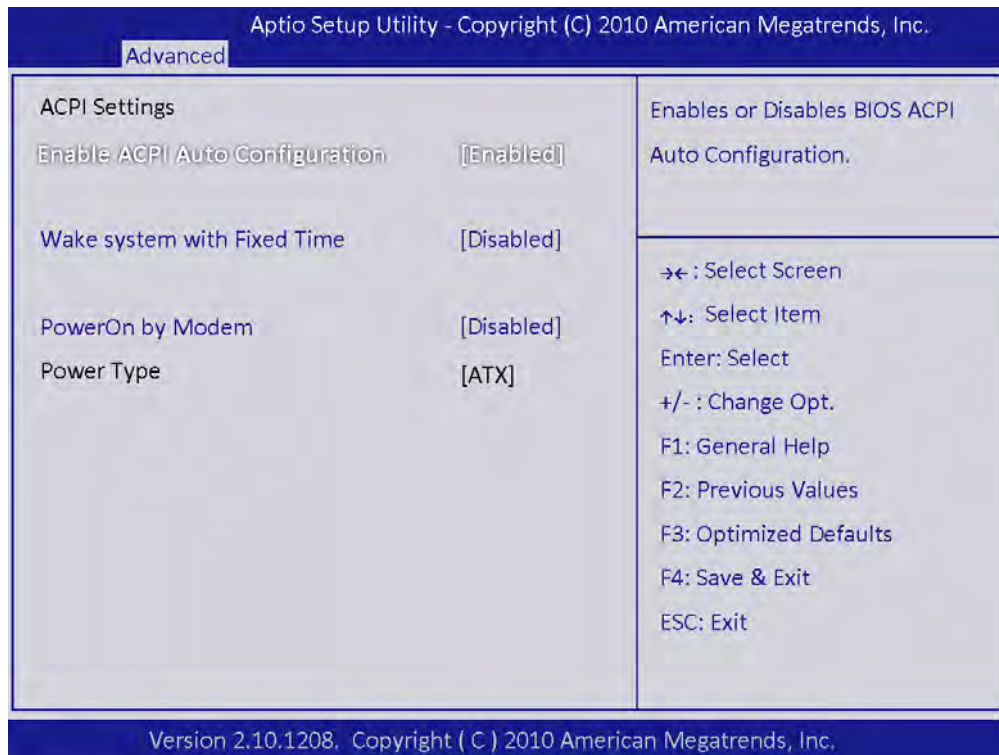 Aptio Setup Utility - Copyright (C) 2010 American Megatrends, Inc.
Advanced
ACPI Settings
Enable ACPI Auto Configuration [Enabled]
Wake system with Fixed Time [Disabled]
PowerOn by Modem [Disabled]
Power Type [ATX]
Enables or Disables BIOS ACPI
Auto Configuration.
→←: Select Screen
↑↓: Select Item
Enter: Select
+/- : Change Opt.
F1: General Help
F2: Previous Values
F3: Optimized Defaults
F4: Save & Exit
ESC: Exit
Version 2.10.1208. Copyright ( C ) 2010 American Megatrends, Inc.